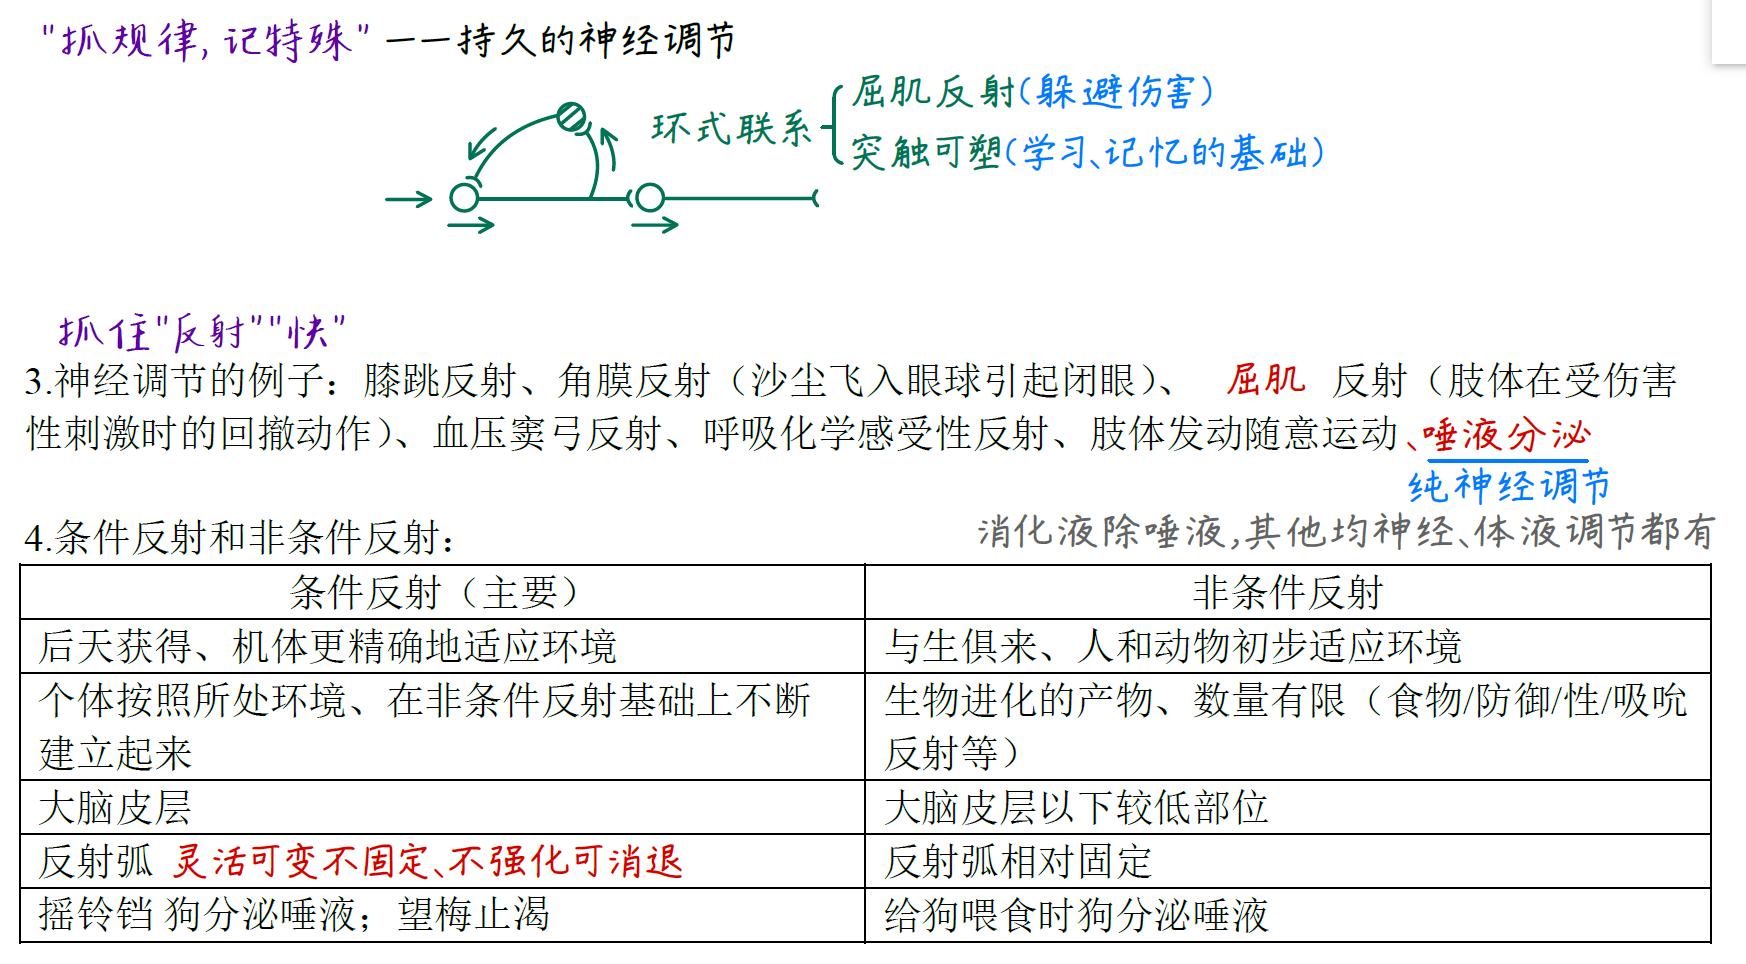 "抓规律,记特殊"——持久的神经调节
环式联系
屈肌反射(躲避伤害)
突触可塑(学习、记忆的基础)
抓住"反射""快"
3.神经调节的例子：膝跳反射、角膜反射（沙尘飞入眼球引起闭眼）、 屈肌 反射（肢体在受伤害
性刺激时的回撤动作）、血压窦弓反射、呼吸化学感受性反射、肢体发动随意运动、唾液分泌
纯神经调节
消化液除唾液,其他均神经、体液调节都有
4.条件反射和非条件反射：
条件反射（主要） 非条件反射
后天获得、机体更精确地适应环境 与生俱来、人和动物初步适应环境
个体按照所处环境、在非条件反射基础上不断 生物进化的产物、数量有限（食物/防御/性/吸吮
建立起来 反射等）
大脑皮层 大脑皮层以下较低部位
反射弧 灵活可变不固定、不强化可消退 反射弧相对固定
摇铃铛 狗分泌唾液；望梅止渴 给狗喂食时狗分泌唾液